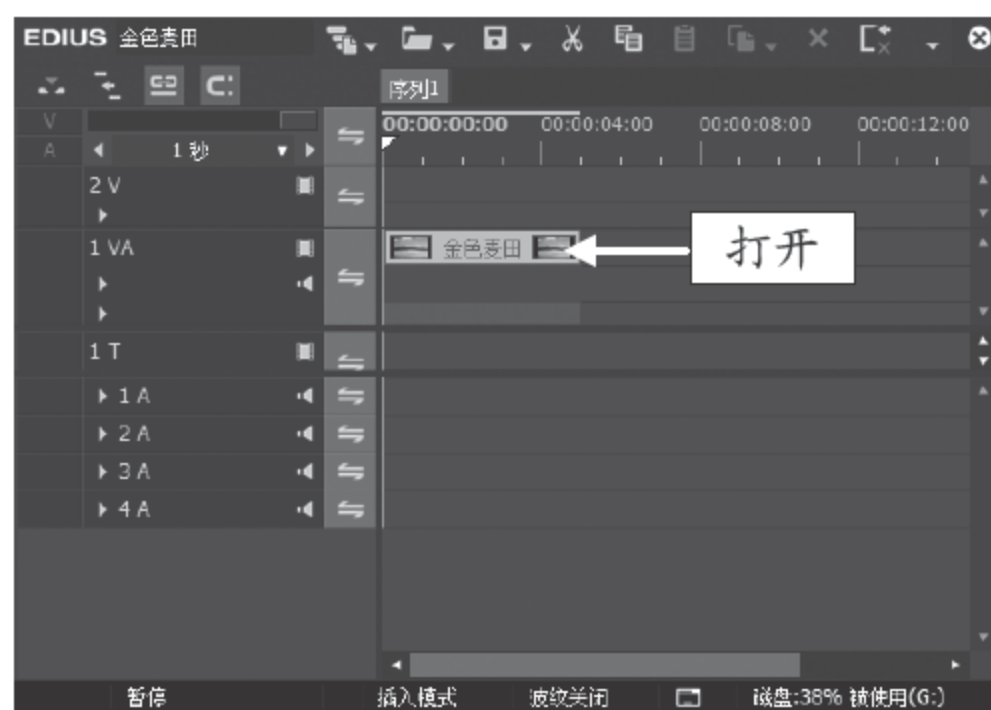 EDIUS 金色麦田
序列1
V
A
1秒
00:00:00:00 00:00:04:00 00:00:08:00 00:00:12:00
2 V
1 VA
金色麦田
打开
1 T
1 A
2 A
3 A
4 A
暂停 插入模式 波纹关闭 磁盘:38% 被使用(G:)